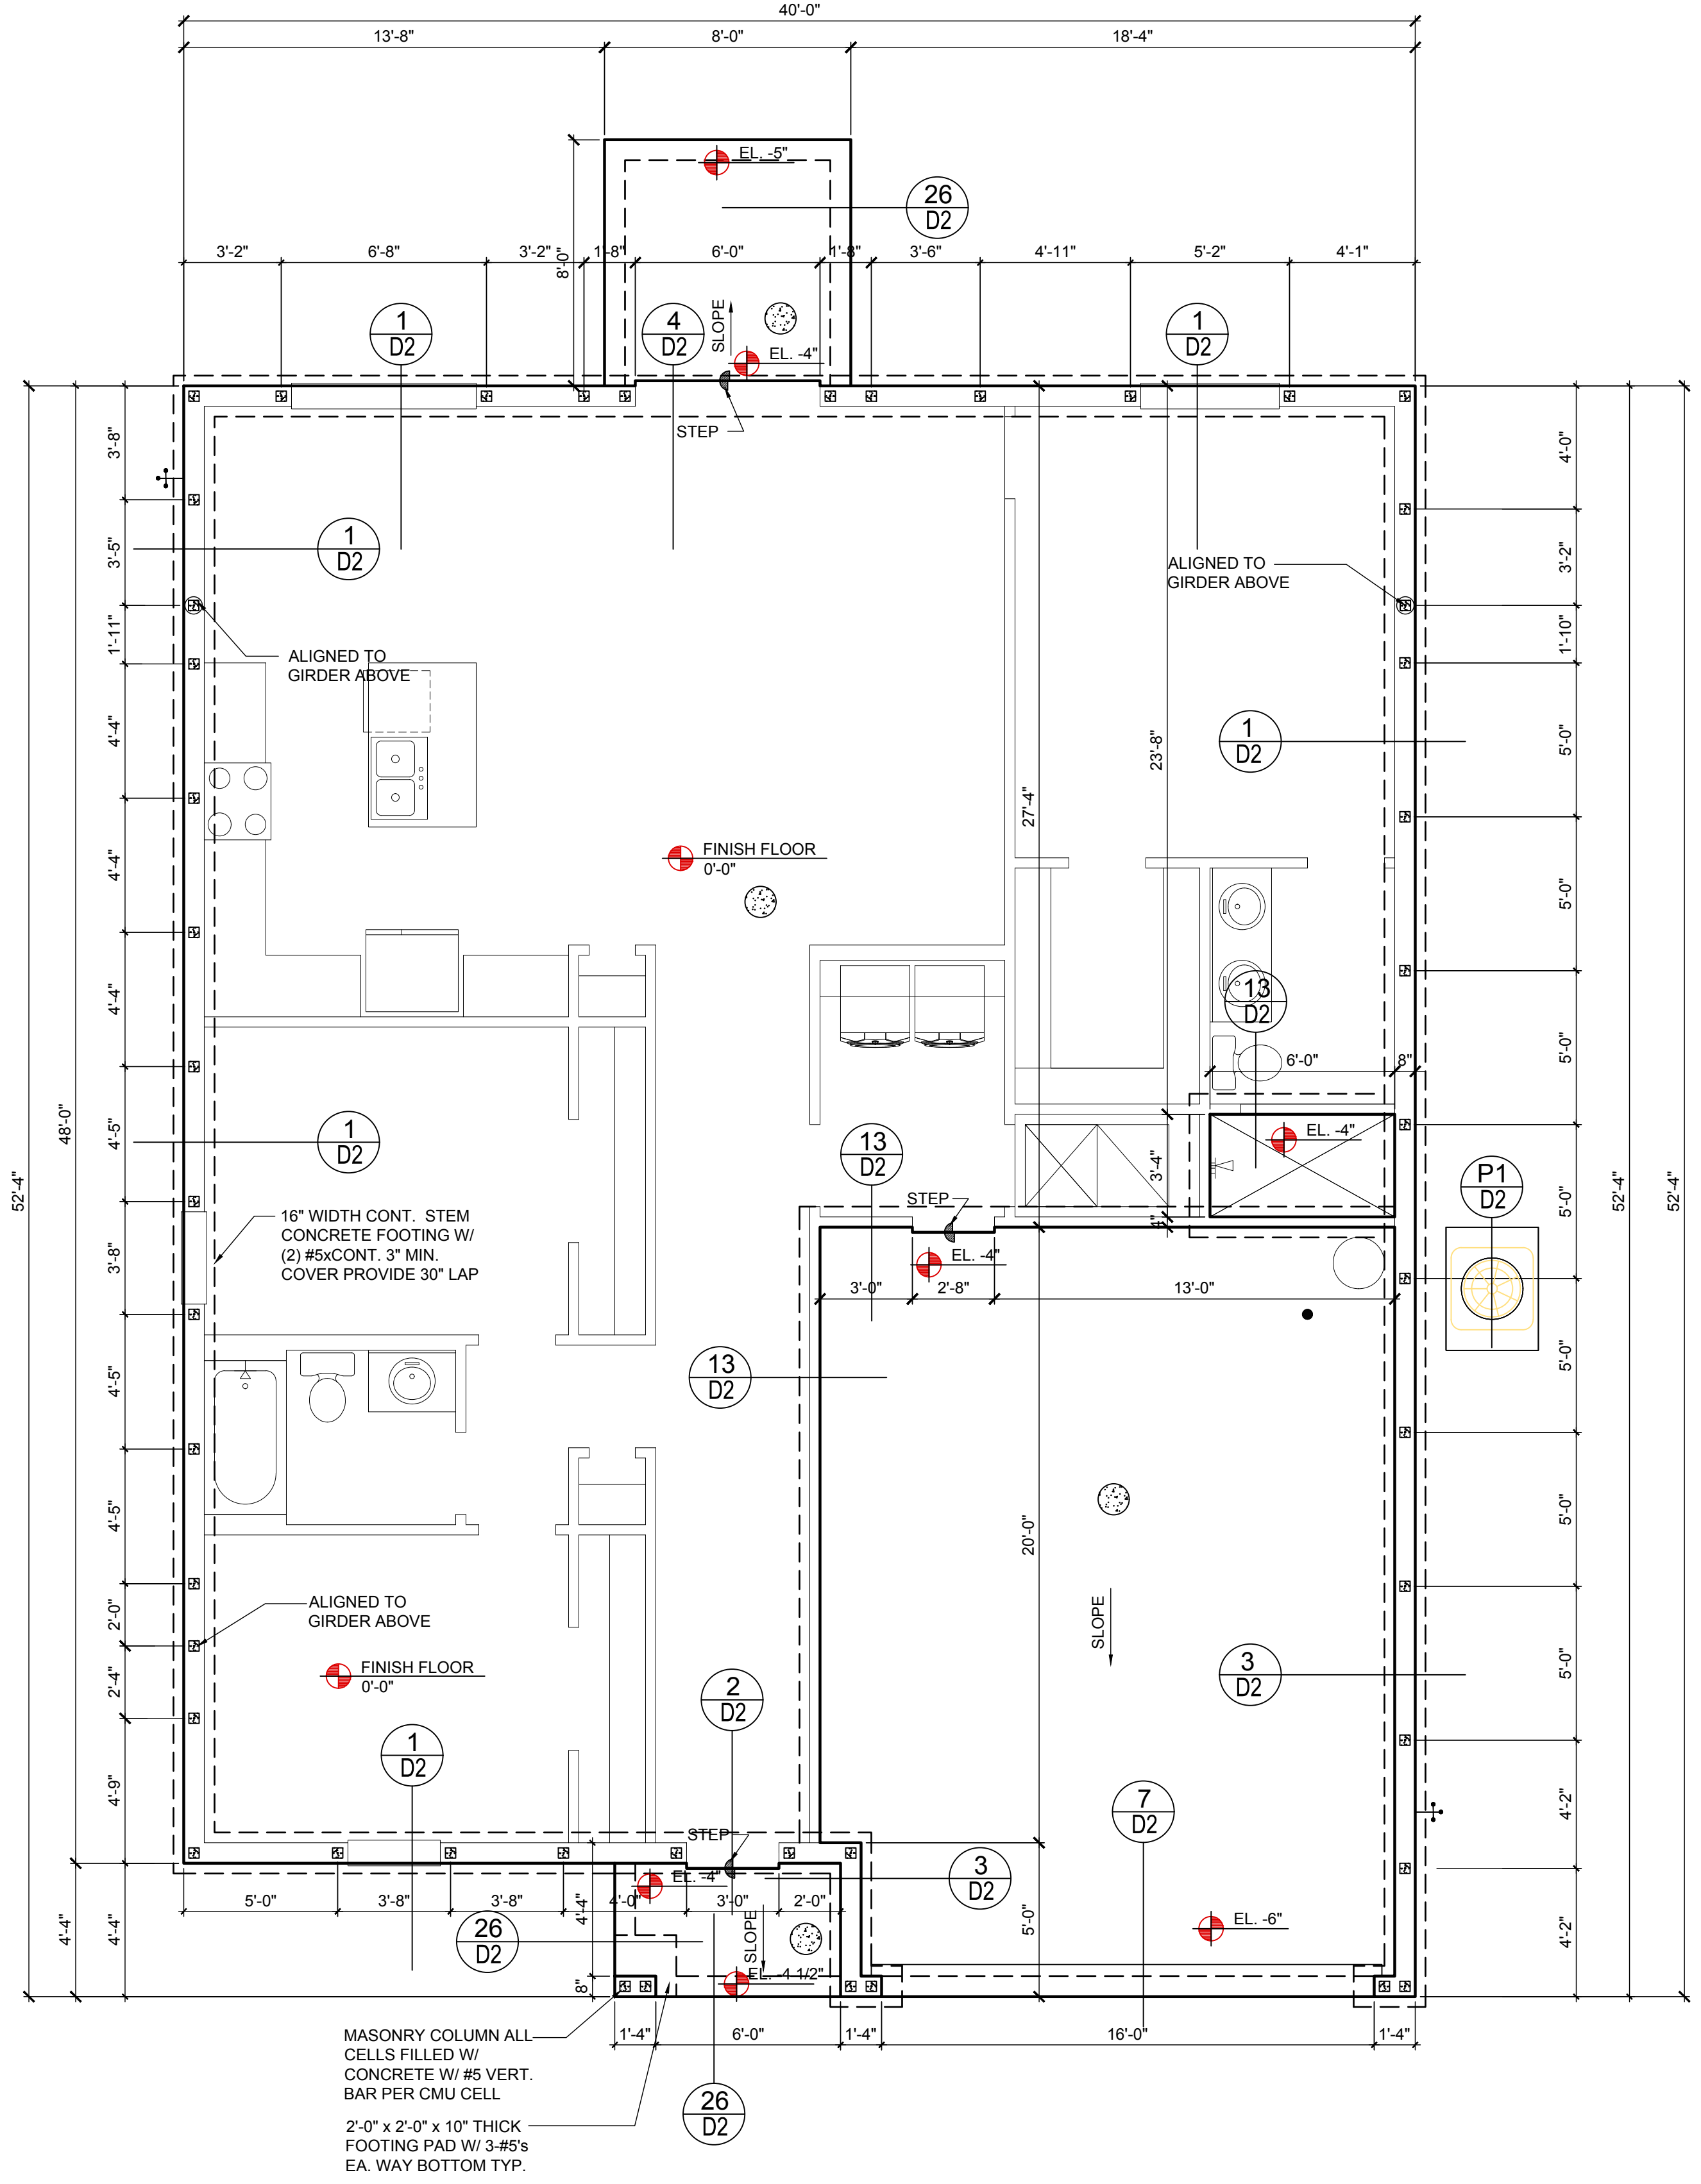 40'-0"
13'-8"
8'-0"
18'-4"
EL. -5"
26
D2
3'-2"
6'-8"
3'-2"
8'-0"
1'-8"
6'-0"
1'-8"
3'-6"
4'-11"
5'-2"
4'-1"
1
D2
4
D2
SLOPE
EL. -4"
1
D2
STEP
3'-8"
4'-0"
1
D2
3'-5"
3'-2"
ALIGNED TO
GIRDER ABOVE
1'-11"
1'-10"
ALIGNED TO
GIRDER ABOVE
4'-4"
23'-8"
1
D2
5'-0"
27'-4"
FINISH FLOOR
0'-0"
4'-4"
5'-0"
4'-4"
13
D2
6'-0"
8"
5'-0"
48'-0"
4'-5"
1
D2
13
D2
EL. -4"
3'-4"
4"
P1
D2
52'-4"
5'-0"
52'-4"
52'-4"
STEP
16" WIDTH CONT. STEM
CONCRETE FOOTING W/
(2) #5xCONT. 3" MIN.
COVER PROVIDE 30" LAP
3'-8"
EL. -4"
3'-0"
2'-8"
13'-0"
5'-0"
13
D2
4'-5"
4'-5"
20'-0"
5'-0"
ALIGNED TO
GIRDER ABOVE
2'-0"
SLOPE
FINISH FLOOR
0'-0"
2'-4"
3
D2
5'-0"
2
D2
1
D2
4'-9"
7
D2
4'-2"
STEP
EL. -4"
3
D2
5'-0"
3'-8"
3'-8"
4'-0"
3'-0"
2'-0"
4'-4"
4'-4"
4'-4"
26
D2
SLOPE
5'-0"
EL. -6"
4'-2"
EL. -4 1/2"
8"
1'-4"
6'-0"
1'-4"
16'-0"
1'-4"
MASONRY COLUMN ALL
CELLS FILLED W/
CONCRETE W/ #5 VERT.
BAR PER CMU CELL
26
D2
2'-0" x 2'-0" x 10" THICK
FOOTING PAD W/ 3-#5's
EA. WAY BOTTOM TYP.